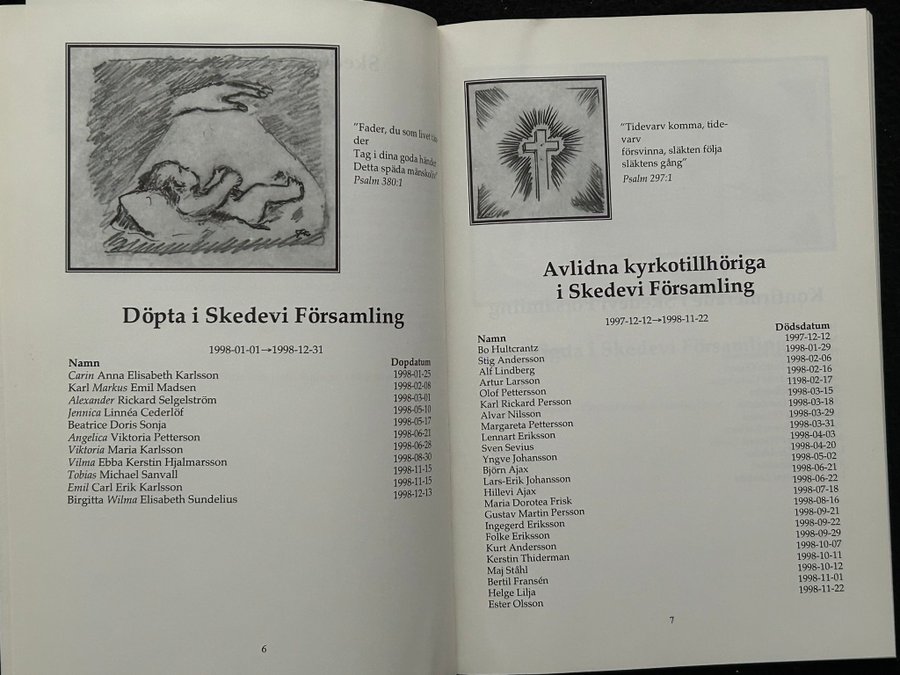 "Fader, du som livet
der
Tag i dina goda händer
Detta späda
Psalm 380:1
Döpta i Skedevi Församling
1998-01-01→1998-12-31
Namn Dopdatum
Carin Anna Elisabeth Karlsson 1998-01-25
Karl Markus Emil Madsen 1998-02-08
Alexander Rickard Selgelström 1998-03-01
Jennica Linnéa Cederlöf 1998-05-10
Beatrice Doris Sonja 1998-05-17
Angelica Viktoria Petterson 1998-06-21
Viktoria Maria Karlsson 1998-06-28
Vilma Ebba Kerstin Hjalmarsson 1998-08-30
Tobias Michael Sanvall 1998-11-15
Emil Carl Erik Karlsson 1998-11-15
Birgitta Wilma Elisabeth Sundelius 1998-12-13
6
"Tidevarv komma, tide-
varv
försvinna, släkten följa
släktens gång"
Psalm 297:1
Avlidna kyrkotillhöriga
i Skedevi Församling
1997-12-12→1998-11-22
Namn Dödsdatum
Bo Hultcrantz 1997-12-12
Stig Andersson 1998-01-29
Alf Lindberg 1998-02-06
Artur Larsson 1998-02-16
Olof Pettersson 1198-02-17
Karl Rickard Persson 1998-03-15
Alvar Nilsson 1998-03-18
Margareta Pettersson 1998-03-29
Lennart Eriksson 1998-03-31
Sven Sevius 1998-04-03
Yngve Johansson 1998-04-20
Björn Ajax 1998-05-02
Lars-Erik Johansson 1998-06-21
Hillevi Ajax 1998-06-22
Maria Dorotea Frisk 1998-07-18
Gustav Martin Persson 1998-08-16
Ingegerd Eriksson 1998-09-21
Folke Eriksson 1998-09-22
Kurt Andersson 1998-09-29
Kerstin Thiderman 1998-10-07
Maj Ståhl 1998-10-11
Bertil Fransén 1998-10-12
Helge Lilja 1998-11-01
Ester Olsson 1998-11-22
7